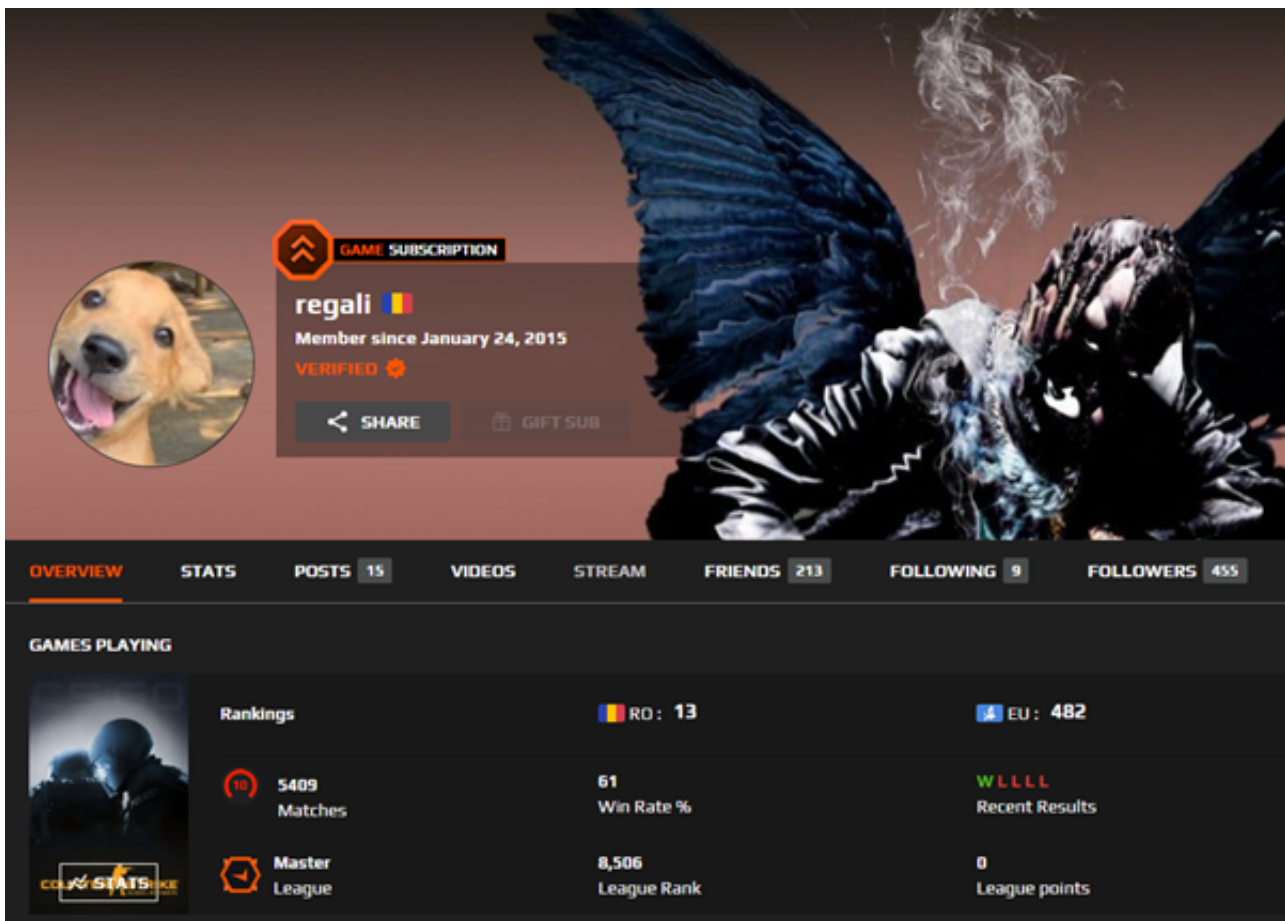 GAME SUBSCRIPTION
regali
Member since January 24, 2015
VERIFIED
SHARE
GIFT SUB
OVERVIEW STATS POSTS 15 VIDEOS STREAM FRIENDS 213 FOLLOWING 9 FOLLOWERS 455
GAMES PLAYING
Rankings RO: 13 EU: 482
10 5409 61 W L L L L
Matches Win Rate % Recent Results
STATS
Master 8,506 0
League League Rank League points